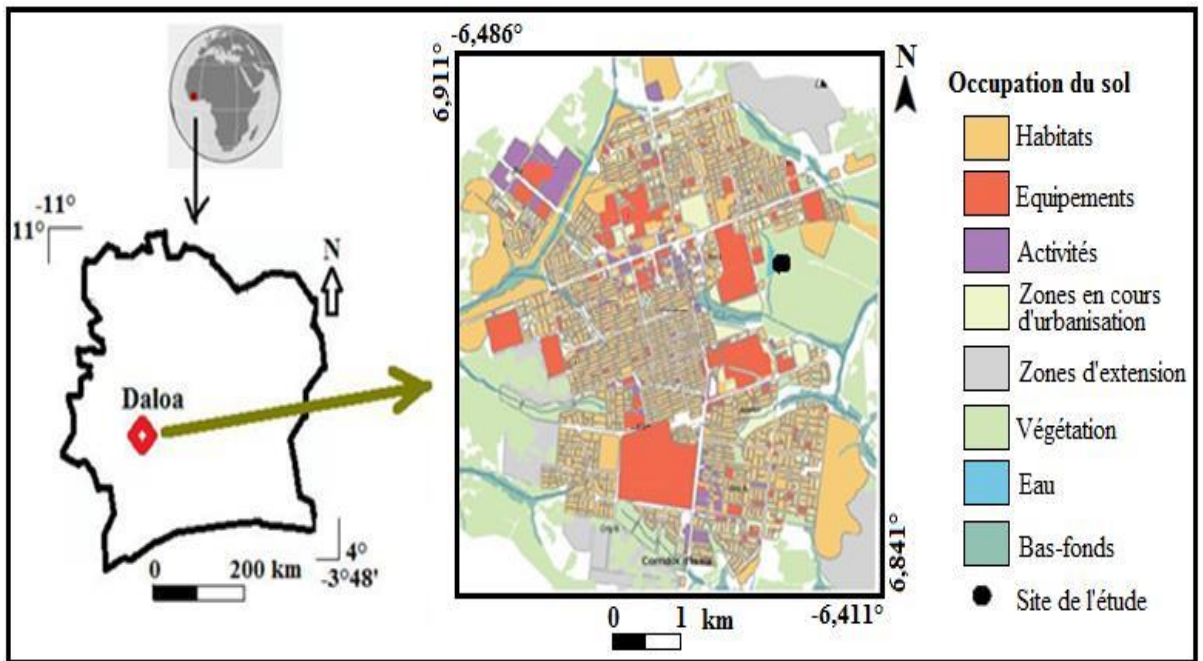 -6,486°
6,911°
N
-11°
11°
N
Daloa
0 200 km
4°
-3°48'
Corridor d'Issia
6,841°
-6,411°
0 1 km
Occupation du sol
Habitats
Equipements
Activités
Zones en cours
d'urbanisation
Zones d'extension
Végétation
Eau
Bas-fonds
Site de l'étude